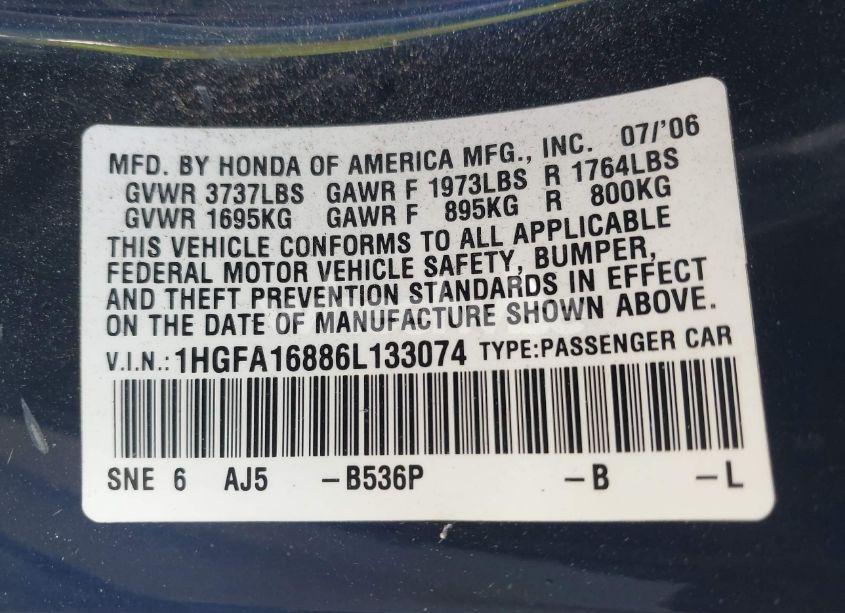 MFD. BY HONDA OF AMERICA MFG., INC. 07/'06
GVWR 3737LBS GAWR F 1973LBS R 1764LBS
GVWR 1695KG GAWR F 895KG R 800KG
THIS VEHICLE CONFORMS TO ALL APPLICABLE
FEDERAL MOTOR VEHICLE SAFETY, BUMPER,
AND THEFT PREVENTION STANDARDS IN EFFECT
ON THE DATE OF MANUFACTURE SHOWN ABOVE.
V.I.N.: 1HGFA16886L133074 TYPE:PASSENGER CAR
SNE 6 AJ5 -B536P -B -L